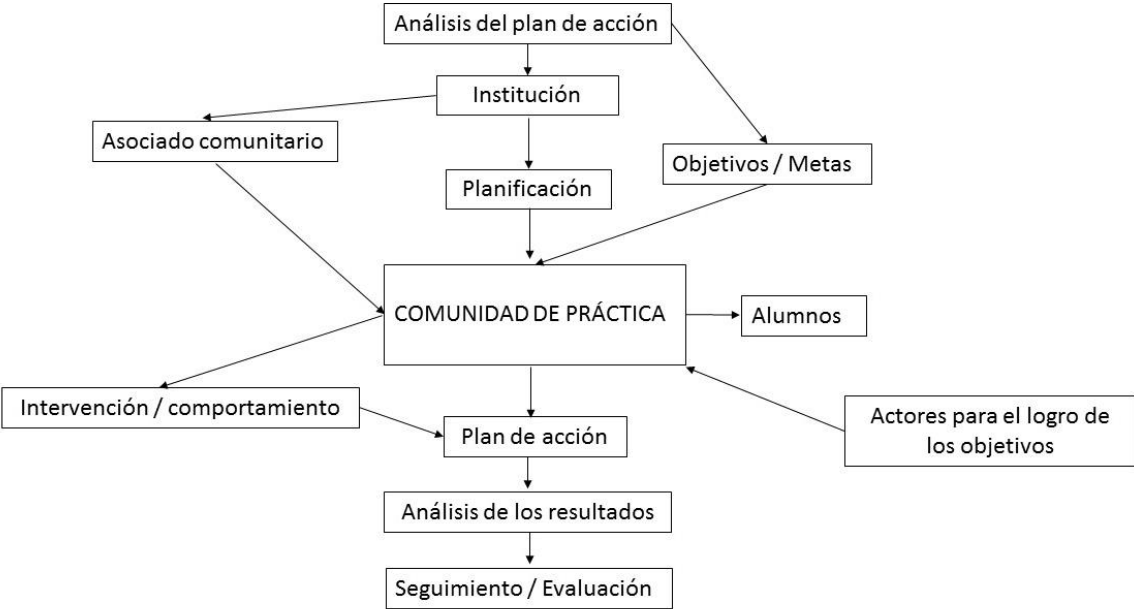 Análisis del plan de acción
Institución
Asociado comunitario
Objetivos / Metas
Planificación
COMUNIDAD DE PRÁCTICA
Alumnos
Intervención / comportamiento
Actores para el logro de
los objetivos
Plan de acción
Análisis de los resultados
Seguimiento / Evaluación